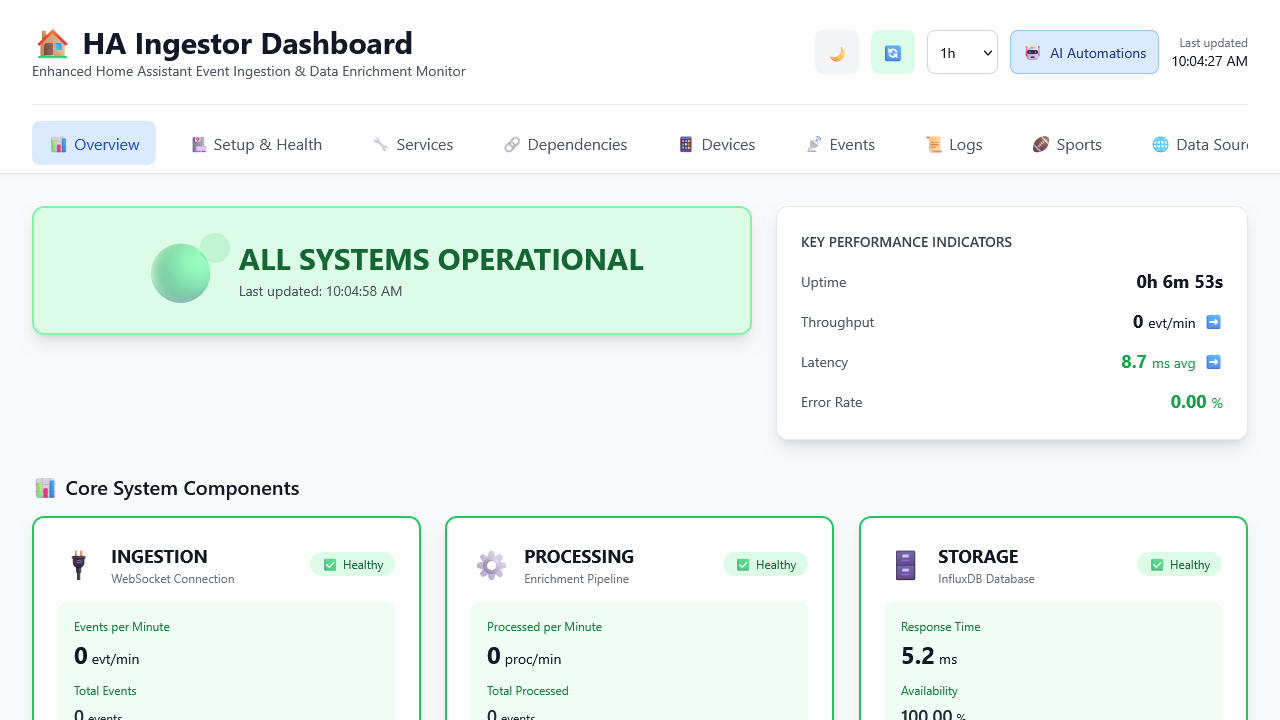 HA Ingestor Dashboard
Enhanced Home Assistant Event Ingestion & Data Enrichment Monitor
1h
AI Automations
Last updated
10:04:27 AM
Overview
Setup & Health
Services
Dependencies
Devices
Events
Logs
Sports
Data Sour
ALL SYSTEMS OPERATIONAL
Last updated: 10:04:58 AM
KEY PERFORMANCE INDICATORS
Uptime
0h 6m 53s
Throughput
0 evt/min
Latency
8.7 ms avg
Error Rate
0.00 %
Core System Components
INGESTION
WebSocket Connection
Healthy
Events per Minute
0 evt/min
Total Events
0 events
PROCESSING
Enrichment Pipeline
Healthy
Processed per Minute
0 proc/min
Total Processed
0 events
STORAGE
InfluxDB Database
Healthy
Response Time
5.2 ms
Availability
100.00 %